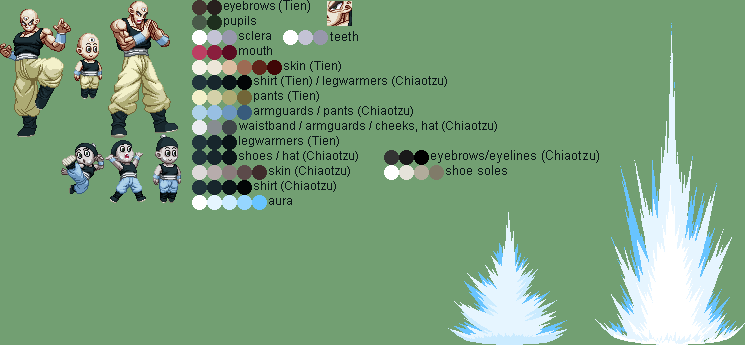 eyebrows (Tien)
pupils
sclera teeth
mouth
skin (Tien)
shirt (Tien) / legwarmers (Chiaotzu)
pants (Tien)
armguards / pants (Chiaotzu)
waistband / armguards / cheeks, hat (Chiaotzu)
legwarmers (Tien)
shoes / hat (Chiaotzu) eyebrows/eyelines (Chiaotzu)
skin (Chiaotzu) shoe soles
shirt (Chiaotzu)
aura